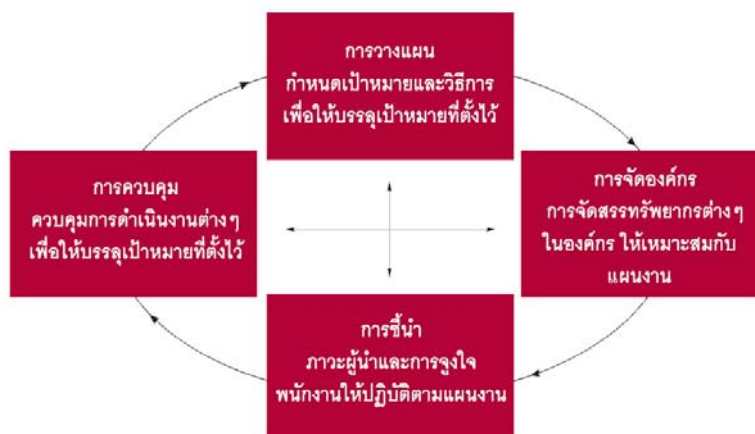 การวางแผน
กำหนดเป้าหมายและวิธีการ
เพื่อให้บรรลุเป้าหมายที่ตั้งไว้
การจัดองค์กร
การจัดสรรทรัพยากรต่างๆ
ในองค์กร ให้เหมาะสมกับ
แผนงาน
การชี้นำ
ภาวะผู้นำและการจูงใจ
พนักงานให้ปฏิบัติตามแผนงาน
การควบคุม
ควบคุมการดำเนินงานต่างๆ
เพื่อให้บรรลุเป้าหมายที่ตั้งไว้